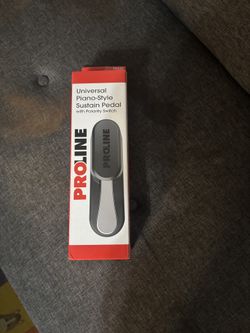 Universal
Piano-Style
Sustain Pedal
with Polarity Switch
PROLINE
PROLINE